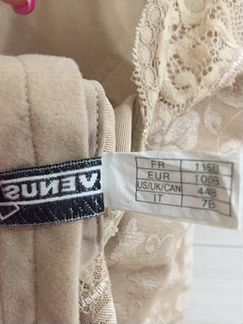 VENUS
FR 115B
EUR 100B
US/UK/CAN 44B
IT 7B